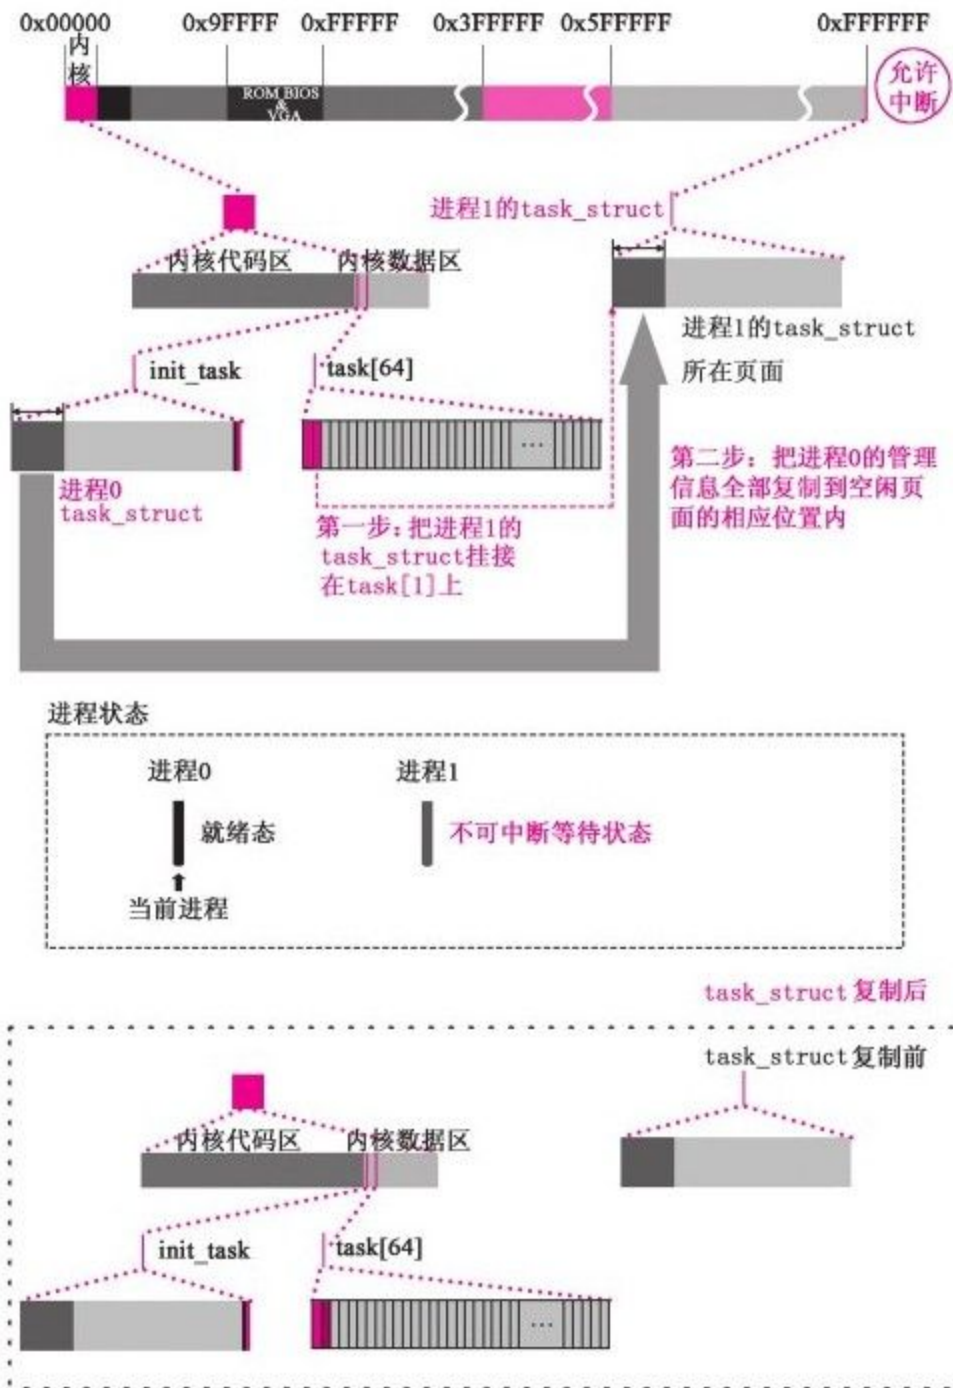 0x00000 0x9FFFF 0xFFFFF 0x3FFFFF 0x5FFFFF 0xFFFFFF
内
核
允许
中断
ROM BIOS
&
VGA
进程1的task_struct
内核代码区 内核数据区
进程1的task_struct
所在页面
init_task task[64]
...
进程0
task_struct
第一步：把进程1的
task_struct挂接
在task[1]上
第二步：把进程0的管理
信息全部复制到空闲页
面的相应位置内
进程状态
进程0 进程1
就绪态 不可中断等待状态
当前进程
task_struct 复制后
task_struct 复制前
内核代码区 内核数据区
init_task task[64]
...